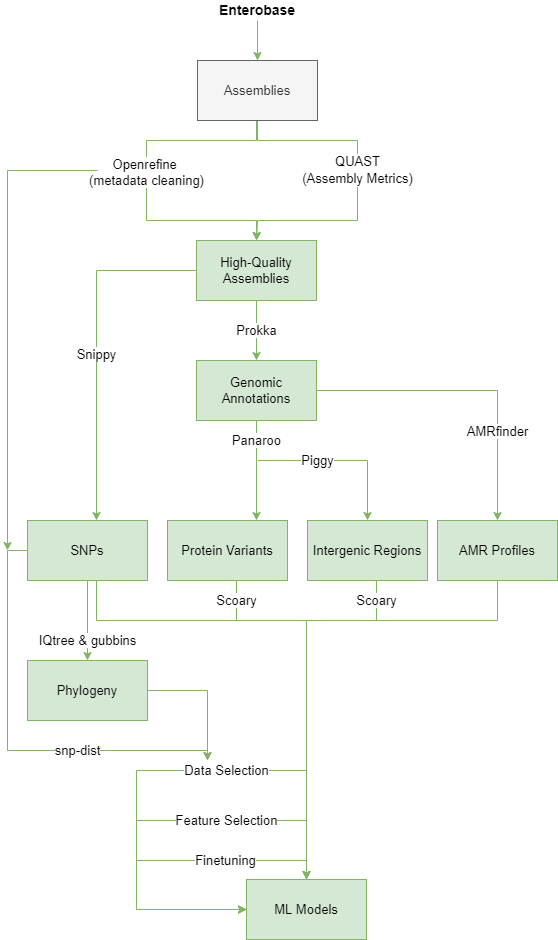 Enterobase
Assemblies
Openrefine
(metadata cleaning)
QUAST
(Assembly Metrics)
High-Quality
Assemblies
Snippy
Prokka
Genomic
Annotations
Panaroo
Piggy
AMRfinder
SNPs
Protein Variants
Intergenic Regions
AMR Profiles
Scoary
Scoary
IQtree & gubbins
Phylogeny
snp-dist
Data Selection
Feature Selection
Finetuning
ML Models